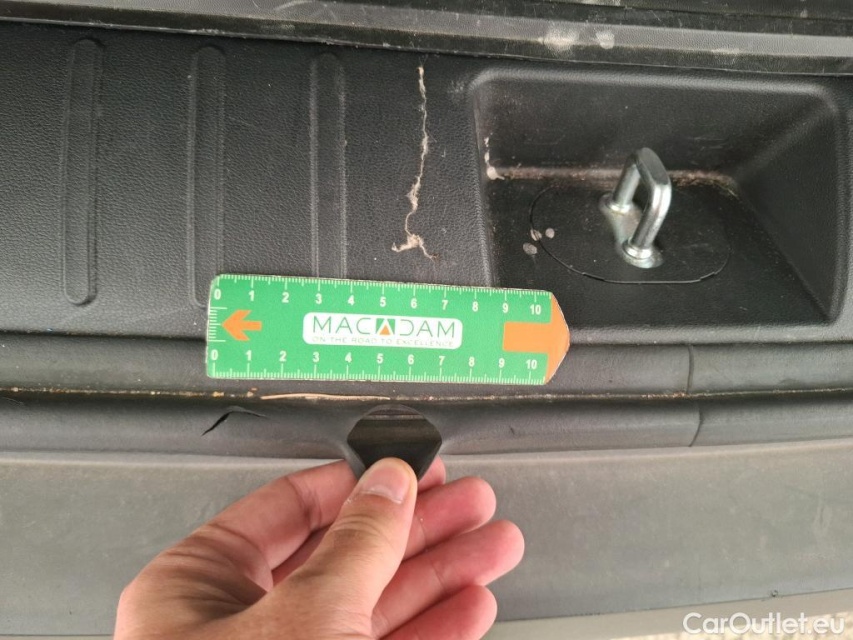 0 1 2 3 4 5 6 7 8 9 10
MACADAM
ON THE ROAD TO EXCELLENCE
0 1 2 3 4 5 6 7 8 9 10
CarOutlet.eu